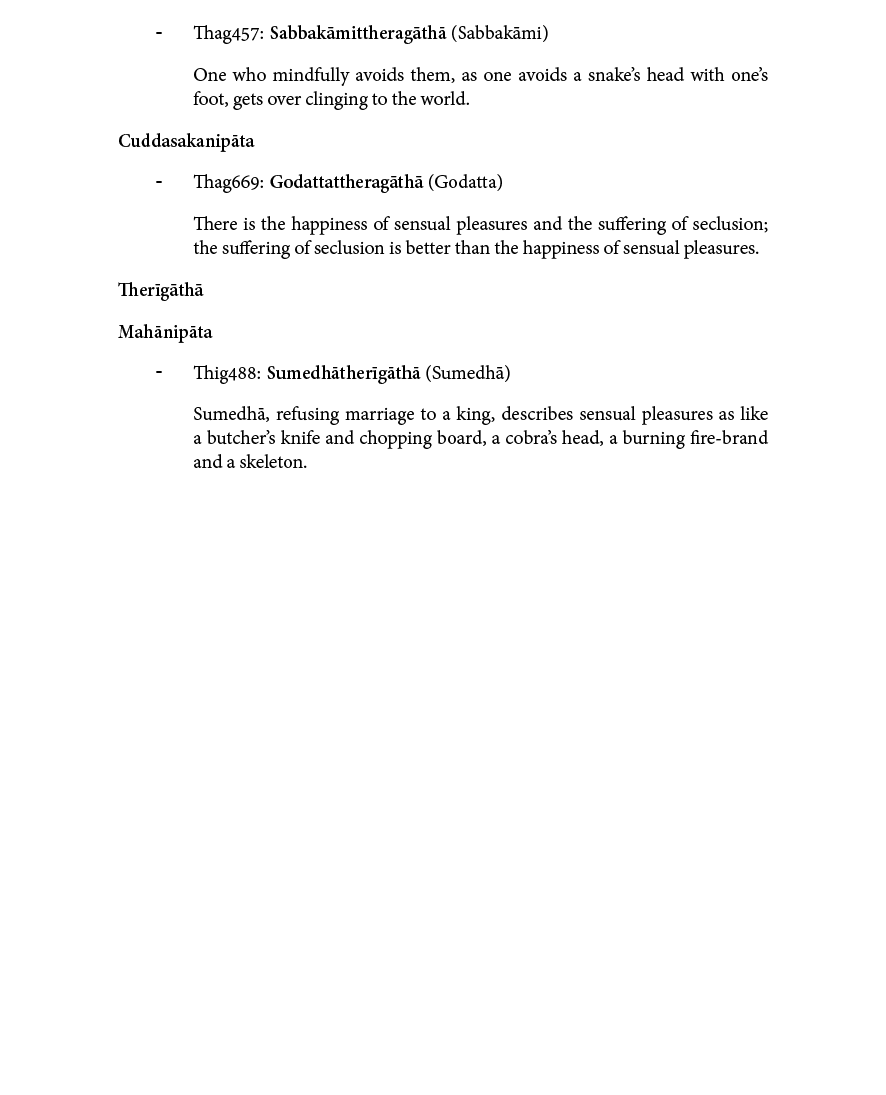 - Thag457: Sabbakāmittheragāthā (Sabbakāmi)
One who mindfully avoids them, as one avoids a snake’s head with one’s
foot, gets over clinging to the world.
Cuddasakanipāta
- Thag669: Godattattheragāthā (Godatta)
There is the happiness of sensual pleasures and the suffering of seclusion;
the suffering of seclusion is better than the happiness of sensual pleasures.
Therīgāthā
Mahānipāta
- Thig488: Sumedhātherīgāthā (Sumedhā)
Sumedhā, refusing marriage to a king, describes sensual pleasures as like
a butcher’s knife and chopping board, a cobra’s head, a burning fire-brand
and a skeleton.